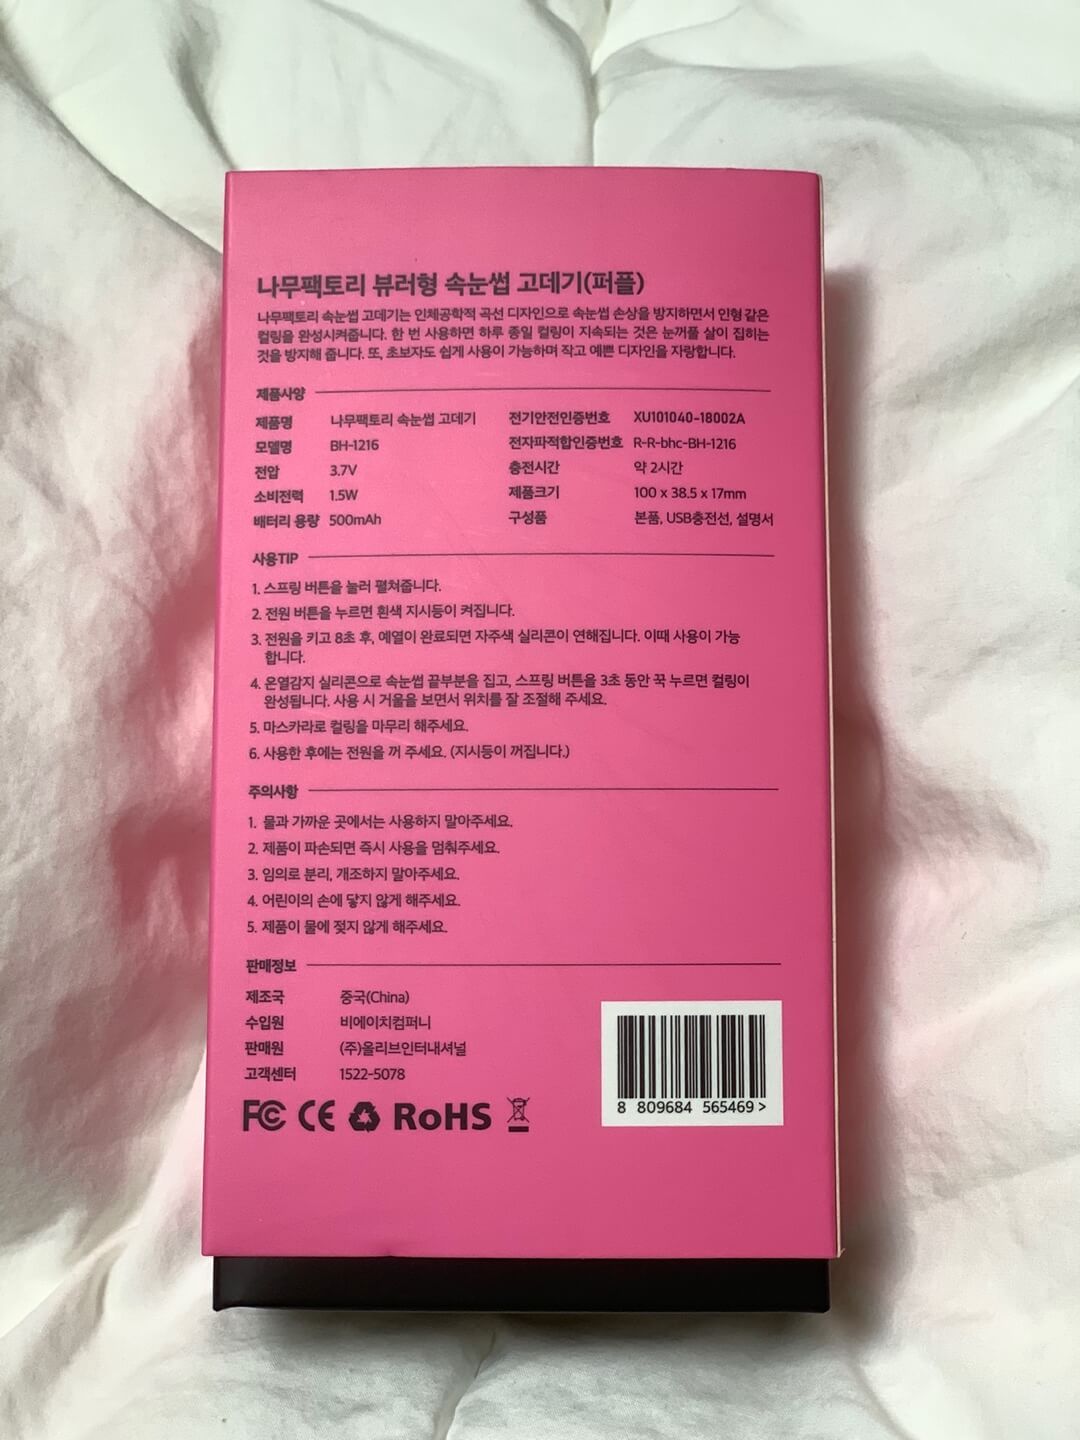 나무팩토리 뷰러형 속눈썹 고데기(퍼플)
나무팩토리 속눈썹 고데기는 인체공학적 곡선 디자인으로 속눈썹 손상을 방지하면서 인형 같은
컬링을 완성시켜줍니다. 한 번 사용하면 하루 종일 컬링이 지속되는 것은 눈꺼풀 살이 집히는
것을 방지해 줍니다. 또, 초보자도 쉽게 사용이 가능하며 작고 예쁜 디자인을 자랑합니다.
제품사양
제품명 나무팩토리 속눈썹 고데기 전기안전인증번호 XU101040-18002A
모델명 BH-1216 전자파적합인증번호 R-R-bhc-BH-1216
전압 3.7V 충전시간 약 2시간
소비전력 1.5W 제품크기 100 x 38.5 x 17mm
배터리 용량 500mAh 구성품 본품, USB충전선, 설명서
사용TIP
1. 스프링 버튼을 눌러 펼쳐줍니다.
2. 전원 버튼을 누르면 흰색 지시등이 켜집니다.
3. 전원을 키고 8초 후, 예열이 완료되면 자주색 실리콘이 연해집니다. 이때 사용이 가능
합니다.
4. 온열감지 실리콘으로 속눈썹 끝부분을 집고, 스프링 버튼을 3초 동안 꾹 누르면 컬링이
완성됩니다. 사용 시 거울을 보면서 위치를 잘 조절해 주세요.
5. 마스카라로 컬링을 마무리 해주세요.
6. 사용한 후에는 전원을 꺼 주세요. (지시등이 꺼집니다.)
주의사항
1. 물과 가까운 곳에서는 사용하지 말아주세요.
2. 제품이 파손되면 즉시 사용을 멈춰주세요.
3. 임의로 분리, 개조하지 말아주세요.
4. 어린이의 손에 닿지 않게 해주세요.
5. 제품이 물에 젖지 않게 해주세요.
판매정보
제조국 중국(China)
수입원 비에이치컴퍼니
판매원 (주)올리브인터내셔널
고객센터 1522-5078
FC CE RoHS
8 809684 565469 >